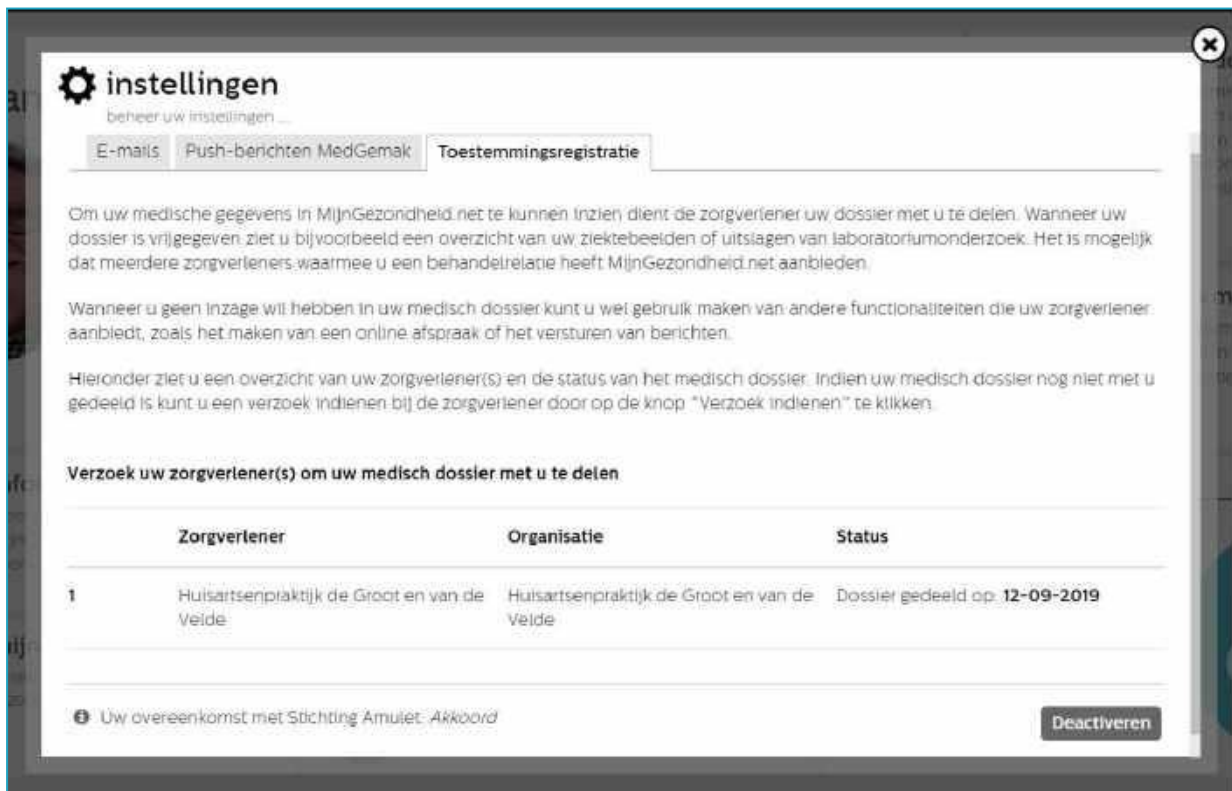 instellingen
beheer uw instellingen ...
E-mails Push-berichten MedGemak Toestemmingsregistratie
Om uw medische gegevens in MijnGezondheid.net te kunnen inzien dient de zorgverlener uw dossier met u te delen. Wanneer uw
dossier is vrijgegeven ziet u bijvoorbeeld een overzicht van uw ziektebeelden of uitslagen van laboratoriumonderzoek. Het is mogelijk
dat meerdere zorgverleners waarmee u een behandelrelatie heeft MijnGezondheid.net aanbieden.
Wanneer u geen inzage wil hebben in uw medisch dossier kunt u wel gebruik maken van andere functionaliteiten die uw zorgverlener
aanbiedt, zoals het maken van een online afspraak of het versturen van berichten.
Hieronder ziet u een overzicht van uw zorgverlener(s) en de status van het medisch dossier. Indien uw medisch dossier nog niet met u
gedeeld is kunt u een verzoek indienen bij de zorgverlener door op de knop "Verzoek indienen" te klikken.
Verzoek uw zorgverlener(s) om uw medisch dossier met u te delen
Zorgverlener Organisatie Status
1 Huisartsenpraktijk de Groot en van de Huisartsenpraktijk de Groot en van de Dossier gedeeld op: 12-09-2019
Velde Velde
Uw overeenkomst met Stichting Amulet: Akkoord Deactiveren